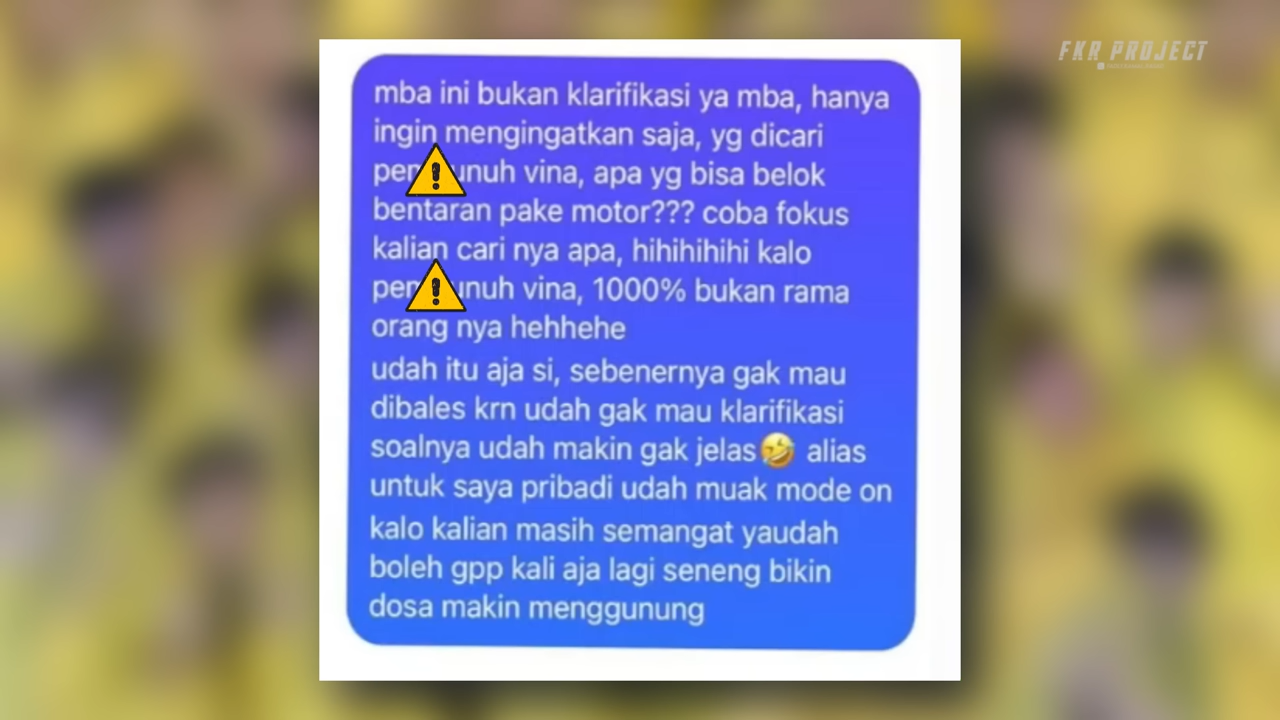 FKR PROJECT
mba ini bukan klarifikasi ya mba, hanya
ingin mengingatkan saja, yg dicari
pem unuh vina, apa yg bisa belok
bentaran pake motor??? coba fokus
kalian cari nya apa, hihihihihi kalo
pem unuh vina, 1000% bukan rama
orang nya hehhehe
udah itu aja si, sebenernya gak mau
dibales krn udah gak mau klarifikasi
soalnya udah makin gak jelas🤣 alias
untuk saya pribadi udah muak mode on
kalo kalian masih semangat yaudah
boleh gpp kali aja lagi seneng bikin
dosa makin menggunung